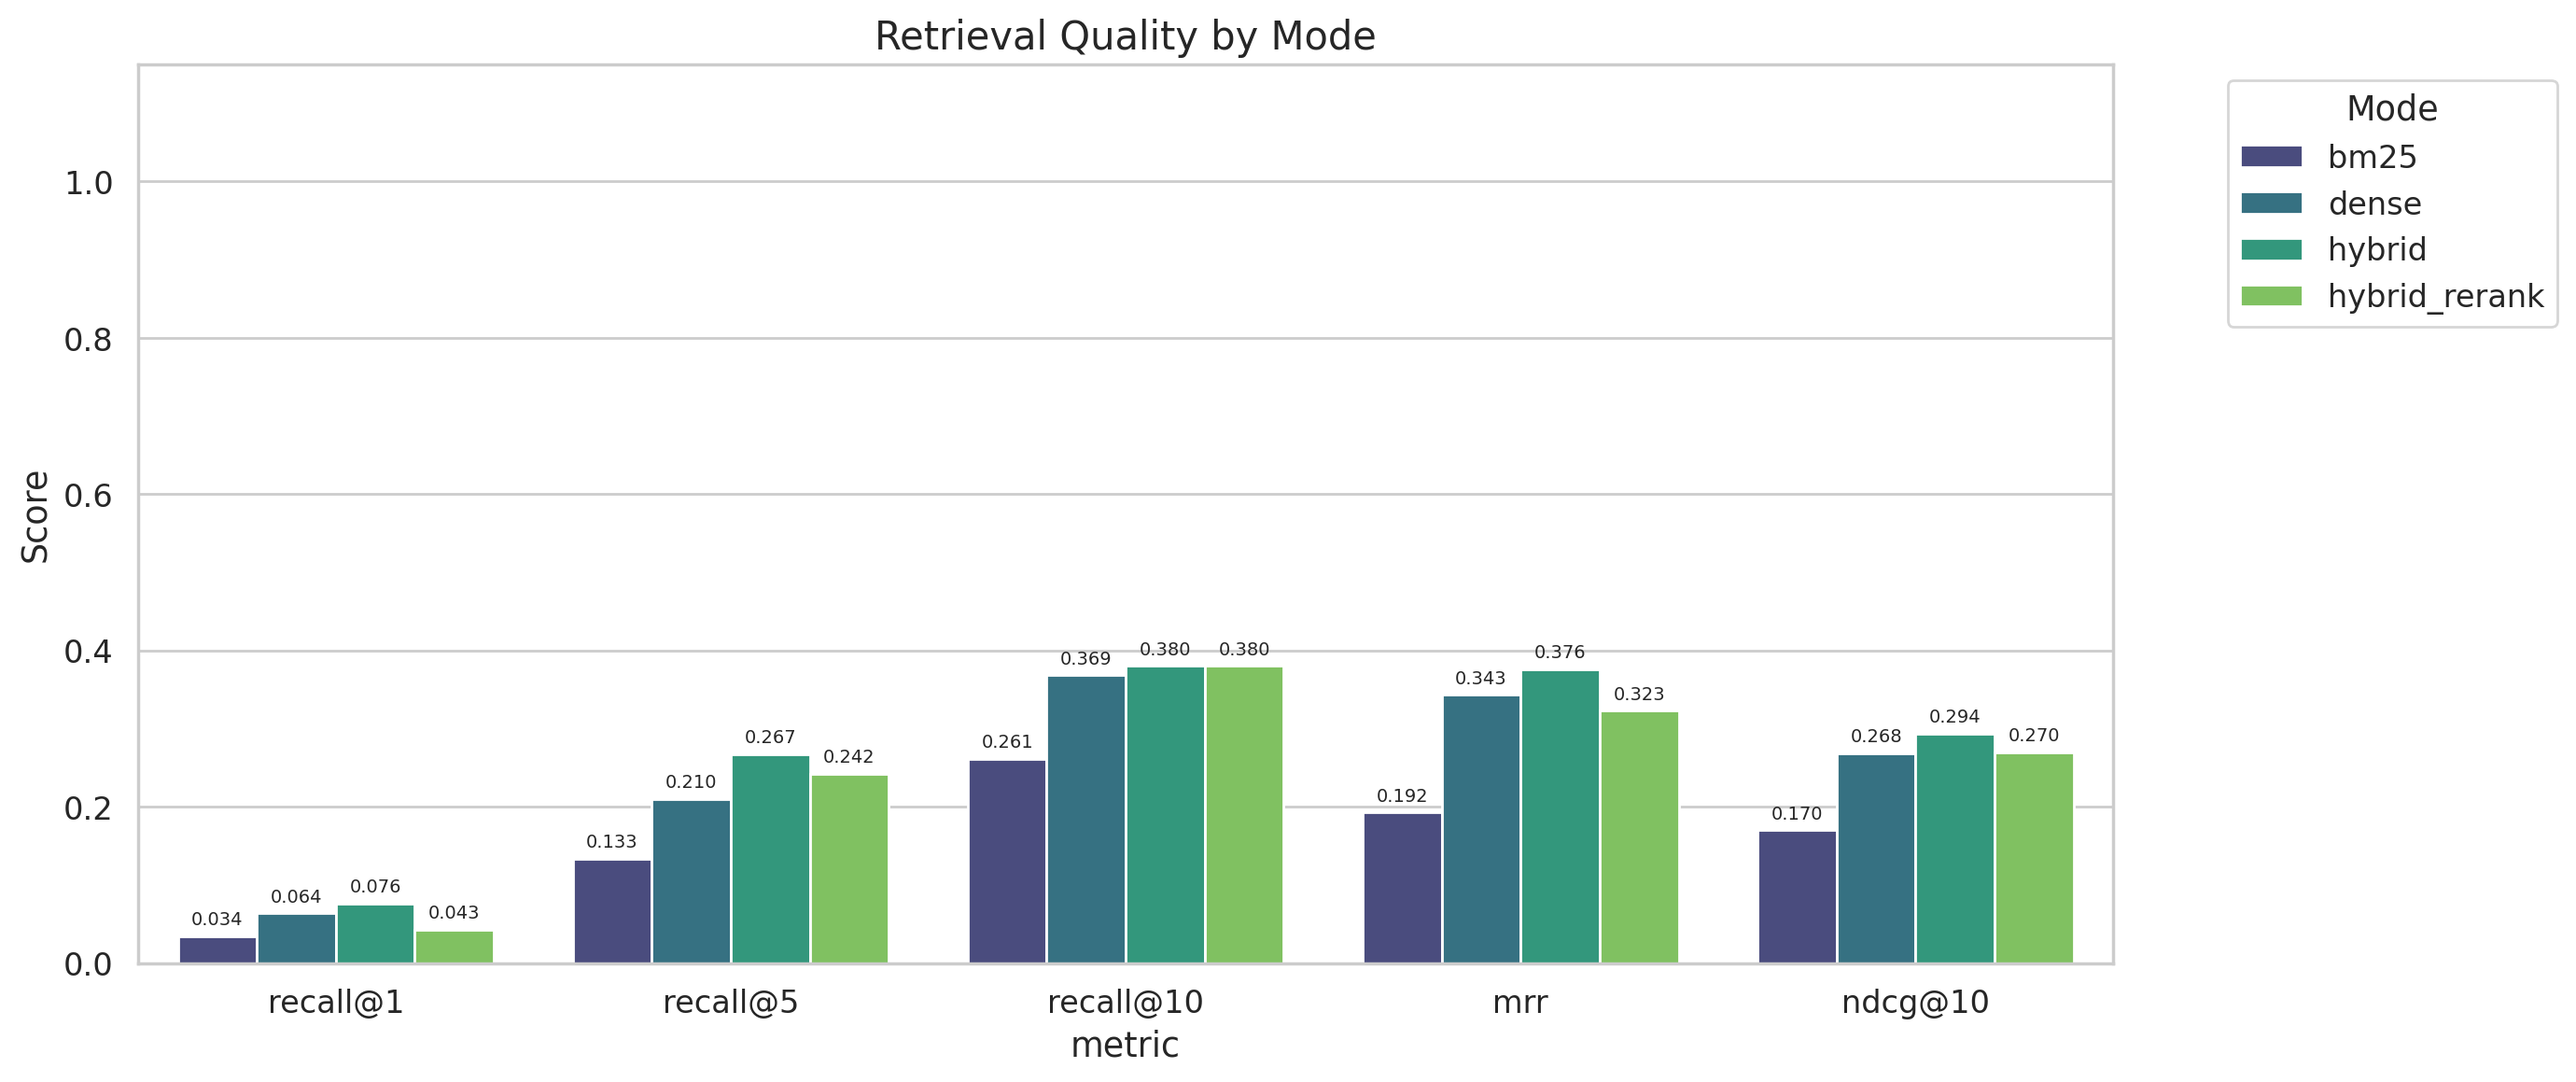 Retrieval Quality by Mode
Mode
bm25
dense
hybrid
hybrid_rerank
Score
1.0
0.8
0.6
0.4
0.2
0.0
0.034
0.064
0.076
0.043
0.133
0.210
0.267
0.242
0.261
0.369
0.380
0.380
0.192
0.343
0.376
0.323
0.170
0.268
0.294
0.270
recall@1
recall@5
recall@10
mrr
ndcg@10
metric